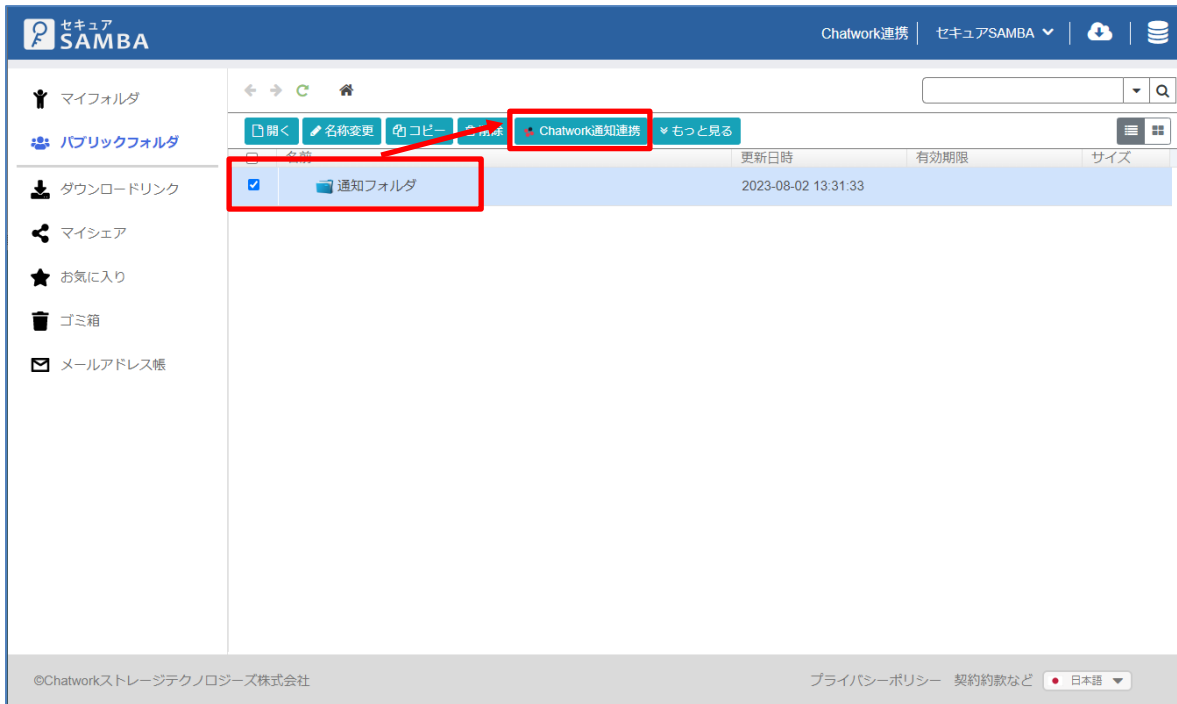 セキュア
SAMBA
Chatwork連携
セキュアSAMBA
マイフォルダ
パブリックフォルダ
ダウンロードリンク
マイシェア
お気に入り
ゴミ箱
メールアドレス帳
開く 名称変更 コピー 削除 Chatwork通知連携 もっと見る
名前 更新日時 有効期限 サイズ
通知フォルダ 2023-08-02 13:31:33
©Chatworkストレージテクノロジーズ株式会社
プライバシーポリシー 契約約款など 日本語